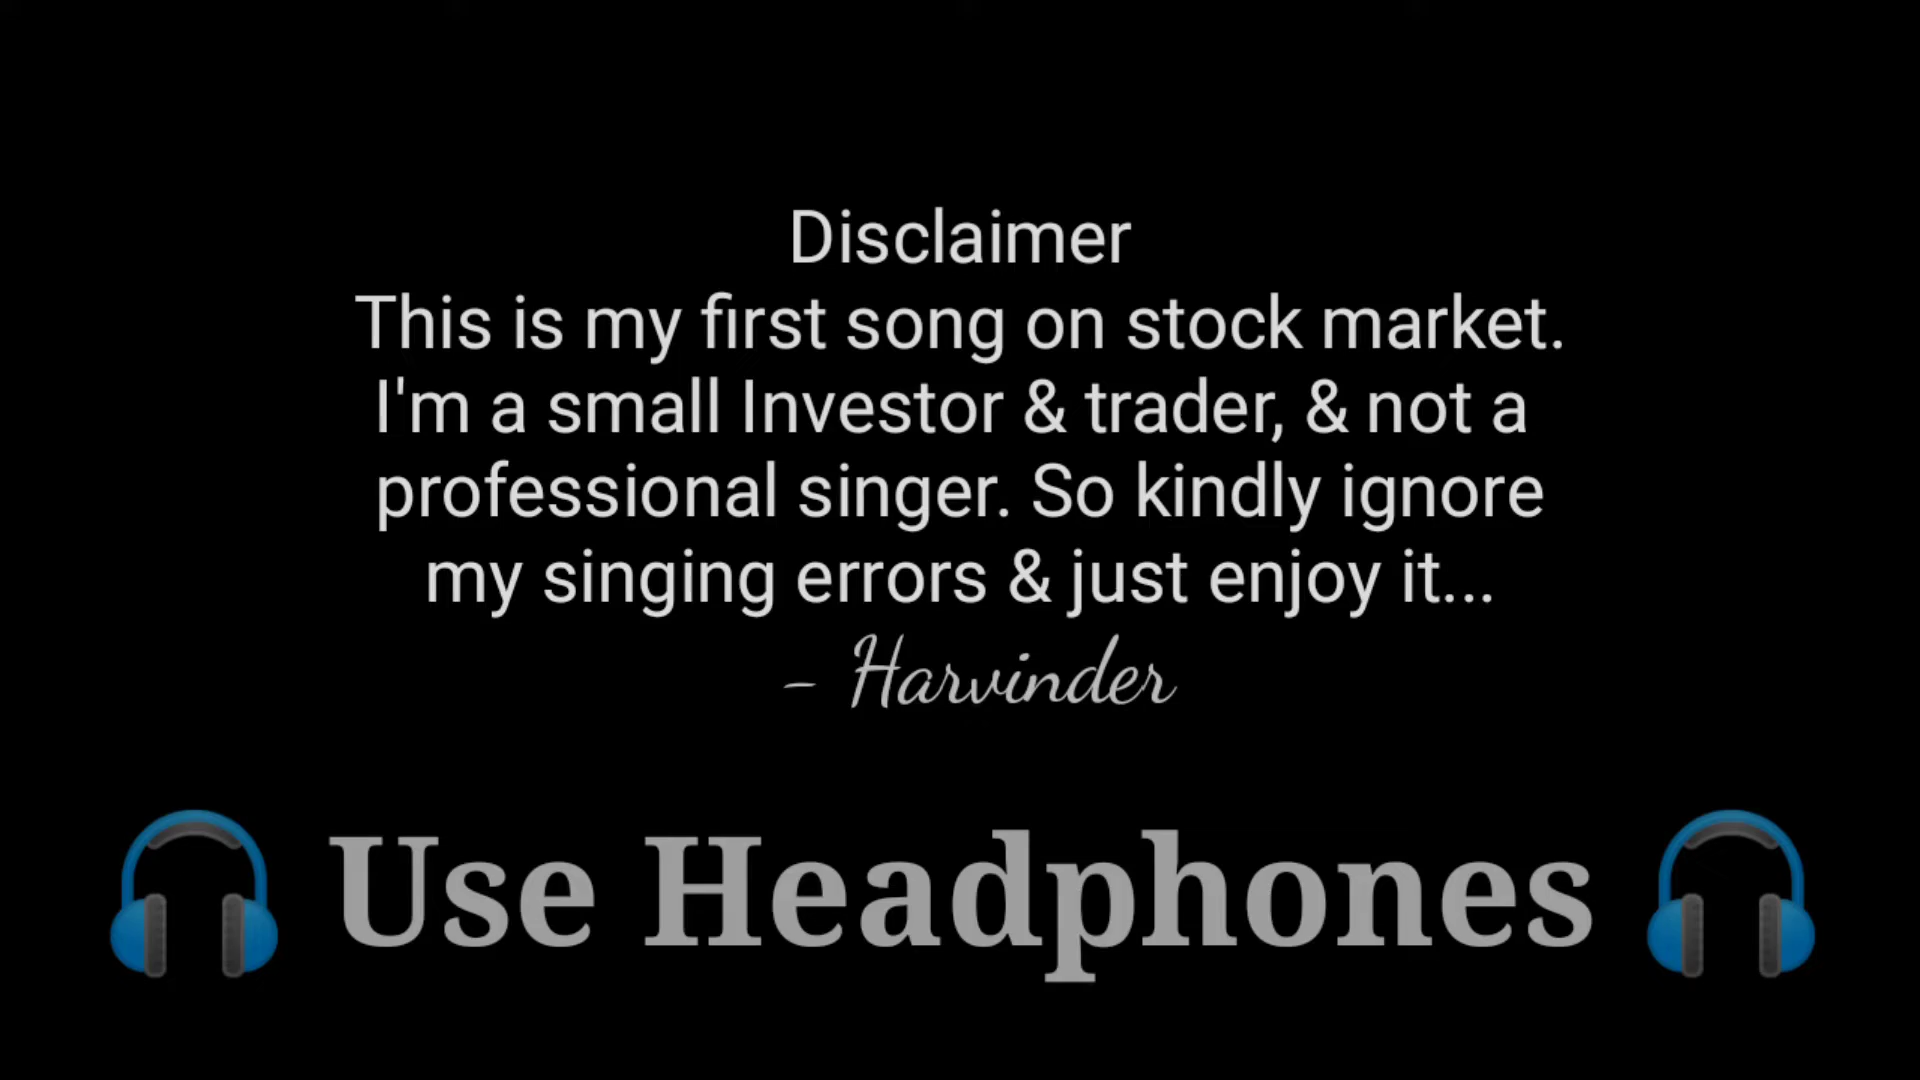 Disclaimer
This is my first song on stock market.
I'm a small Investor & trader, & not a
professional singer. So kindly ignore
my singing errors & just enjoy it...
- Harvinder
Use Headphones